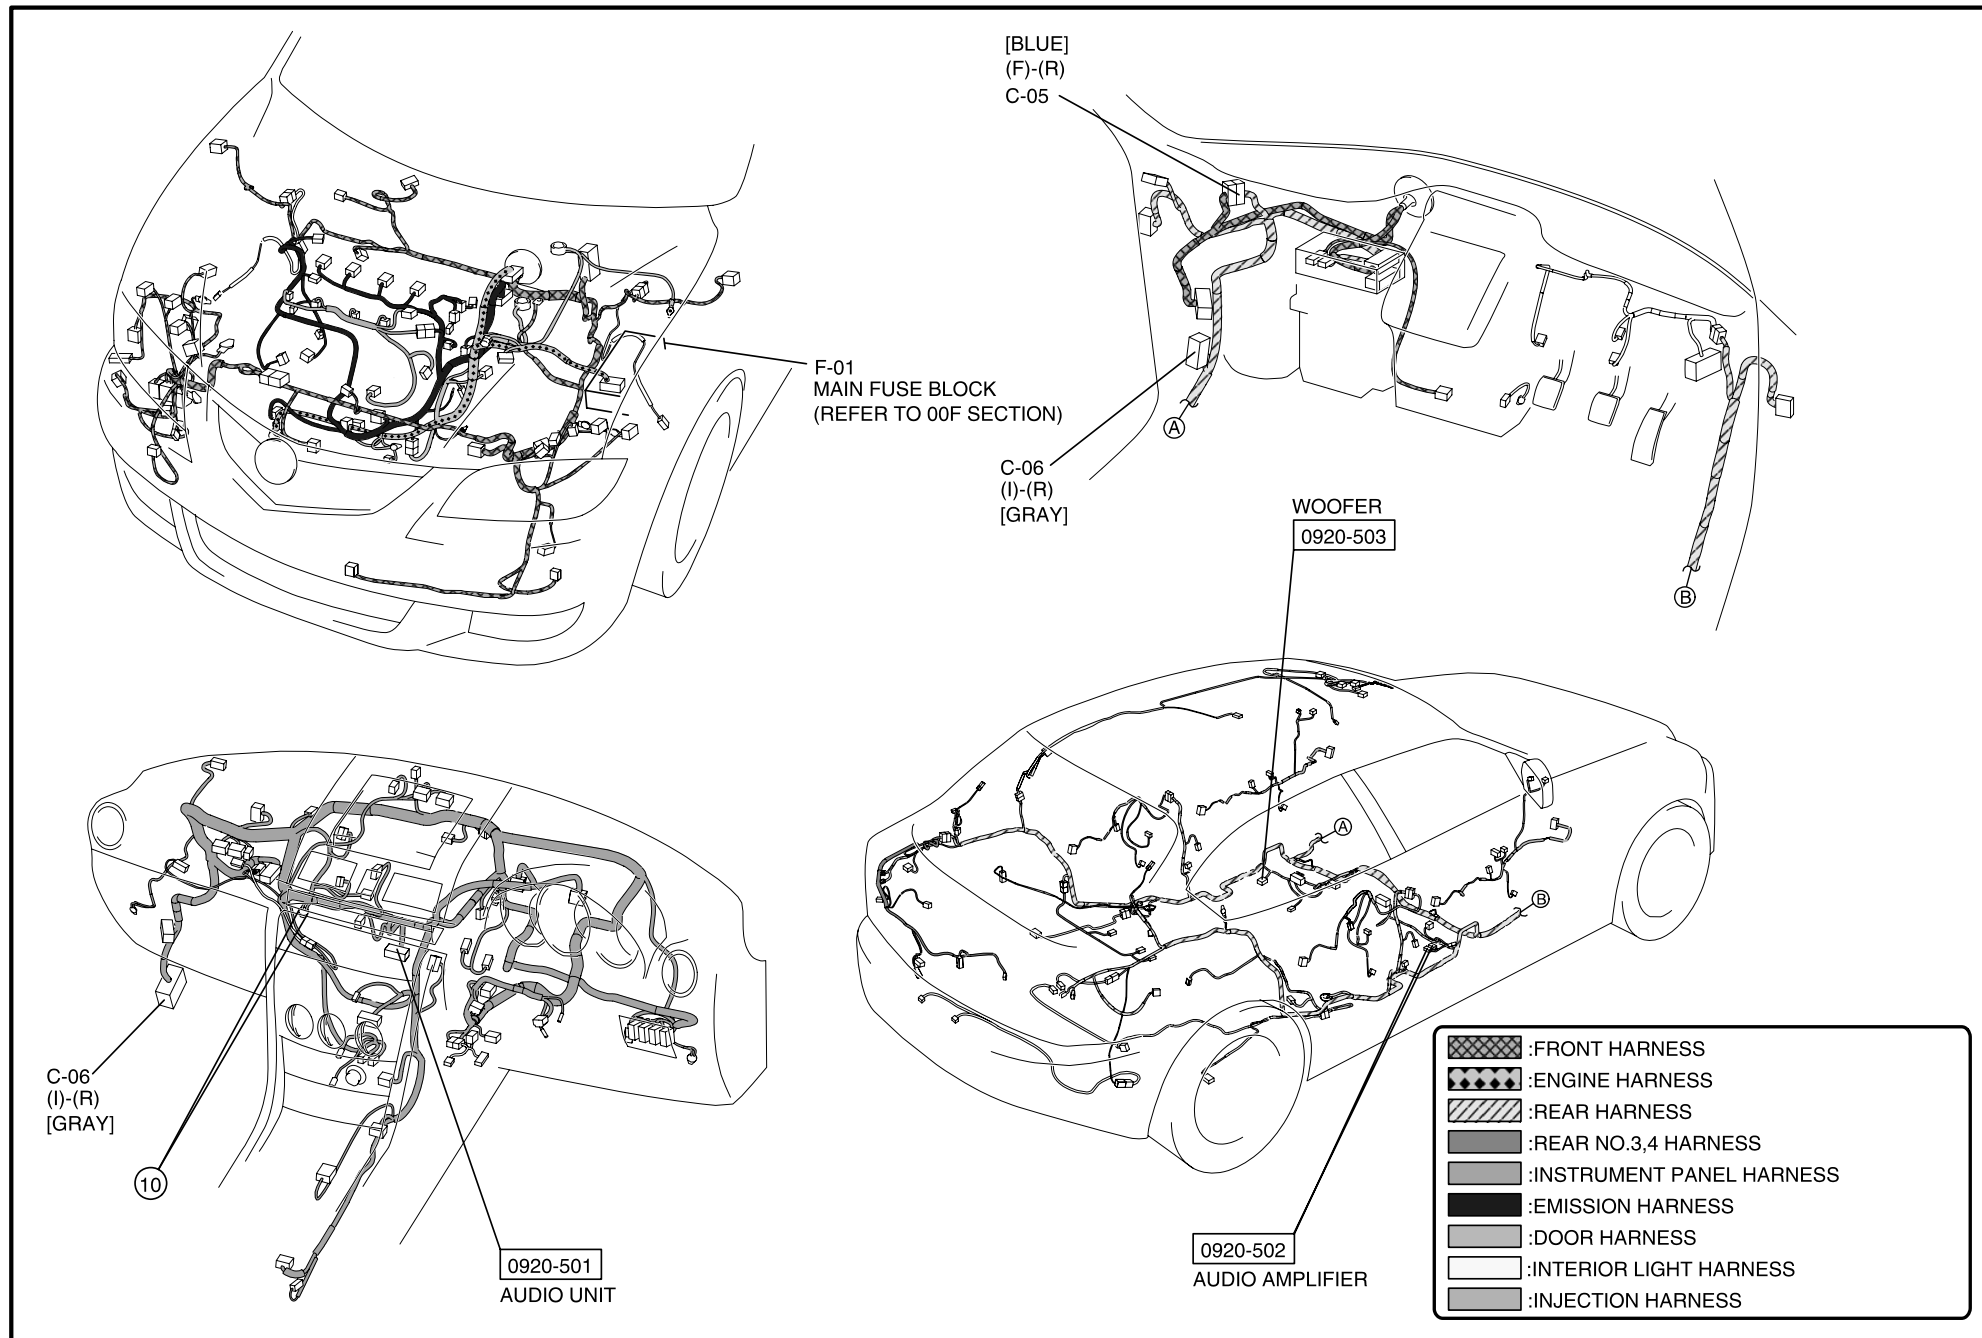 [BLUE]
(F)-(R)
C-05
F-01
MAIN FUSE BLOCK
(REFER TO 00F SECTION)
A
C-06
(I)-(R)
[GRAY]
B
WOOFER
0920-503
A
B
C-06
(I)-(R)
[GRAY]
10
0920-501
AUDIO UNIT
0920-502
AUDIO AMPLIFIER
:FRONT HARNESS
:ENGINE HARNESS
:REAR HARNESS
:REAR NO.3,4 HARNESS
:INSTRUMENT PANEL HARNESS
:EMISSION HARNESS
:DOOR HARNESS
:INTERIOR LIGHT HARNESS
:INJECTION HARNESS